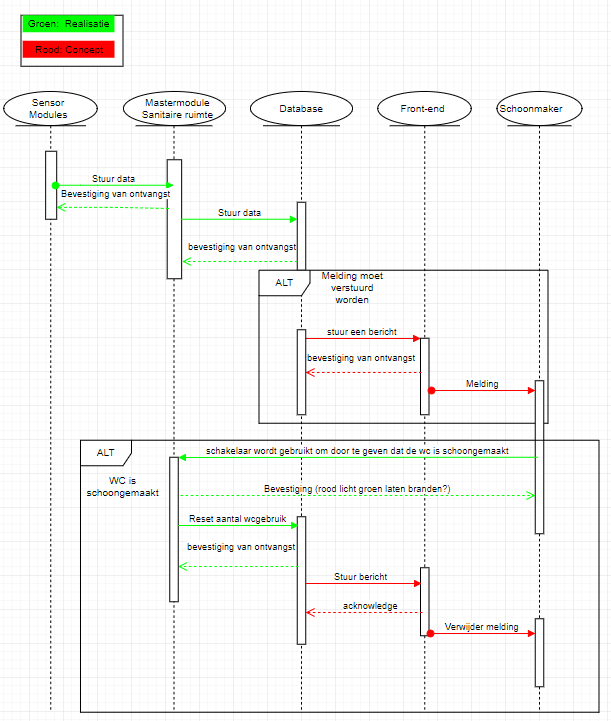 Groen: Realisatie
Rood: Concept
Sensor
Modules
Mastermodule
Sanitaire ruimte
Database
Front-end
Schoonmaker
Stuur data
Bevestiging van ontvangst
Stuur data
bevestiging van ontvangst
ALT
Melding moet
verstuurd
worden
stuur een bericht
bevestiging van ontvangst
Melding
ALT
schakelaar wordt gebruikt om door te geven dat de wc is schoongemaakt
WC is
schoongemaakt
Bevestiging (rood licht groen laten branden?)
Reset aantal wcgebruik
bevestiging van ontvangst
Stuur bericht
acknowledge
Verwijder melding